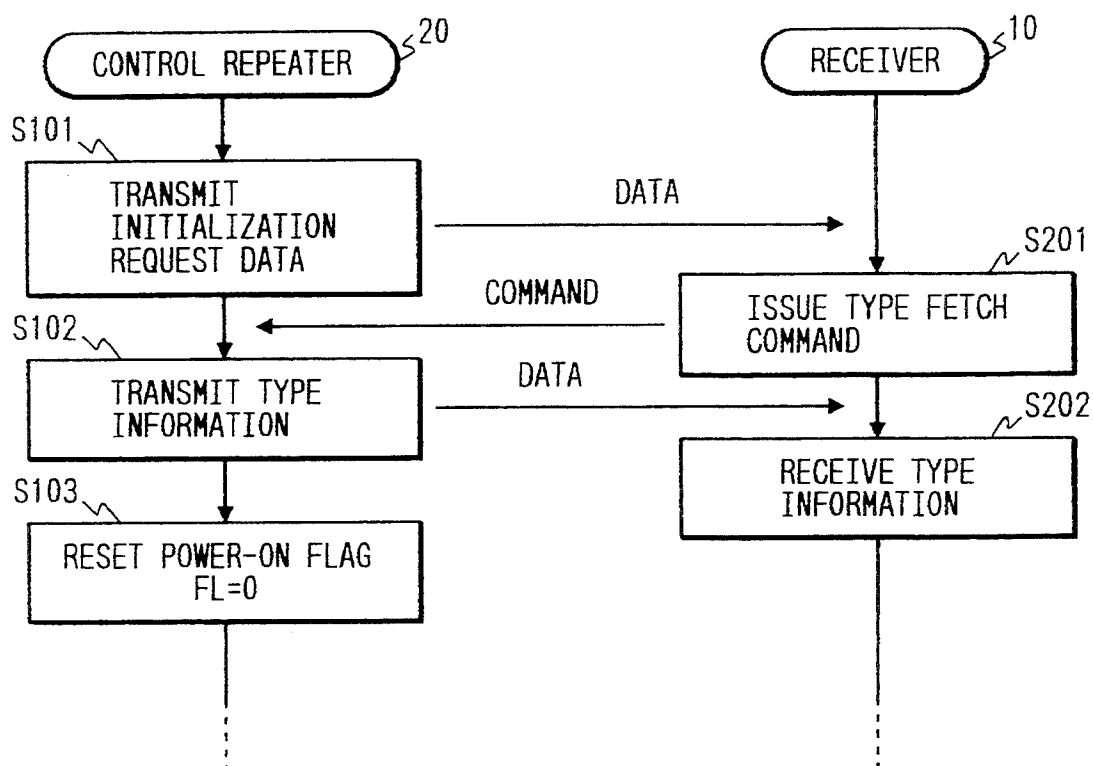 CONTROL REPEATER
20
RECEIVER
10
S101
TRANSMIT
INITIALIZATION
REQUEST DATA
DATA
S201
ISSUE TYPE FETCH
COMMAND
COMMAND
S102
TRANSMIT TYPE
INFORMATION
DATA
S202
RECEIVE TYPE
INFORMATION
S103
RESET POWER-ON FLAG
FL=0